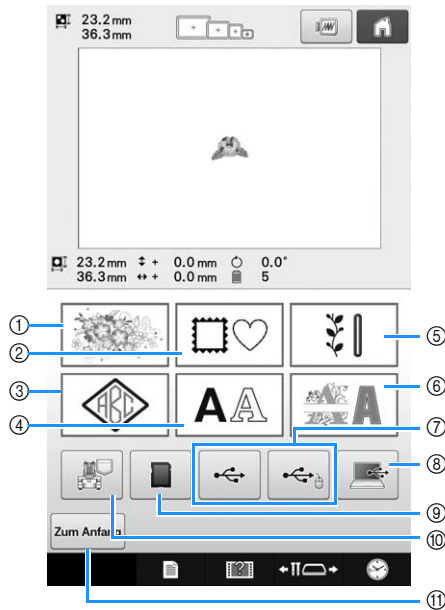 23.2 mm
36.3 mm
23.2 mm + 0.0 mm 0.0°
36.3 mm + 0.0 mm 5
①
②
③
④
⑤
⑥
⑦
⑧
⑨
⑩
⑪
ABC
A A
A
Zum Anfang